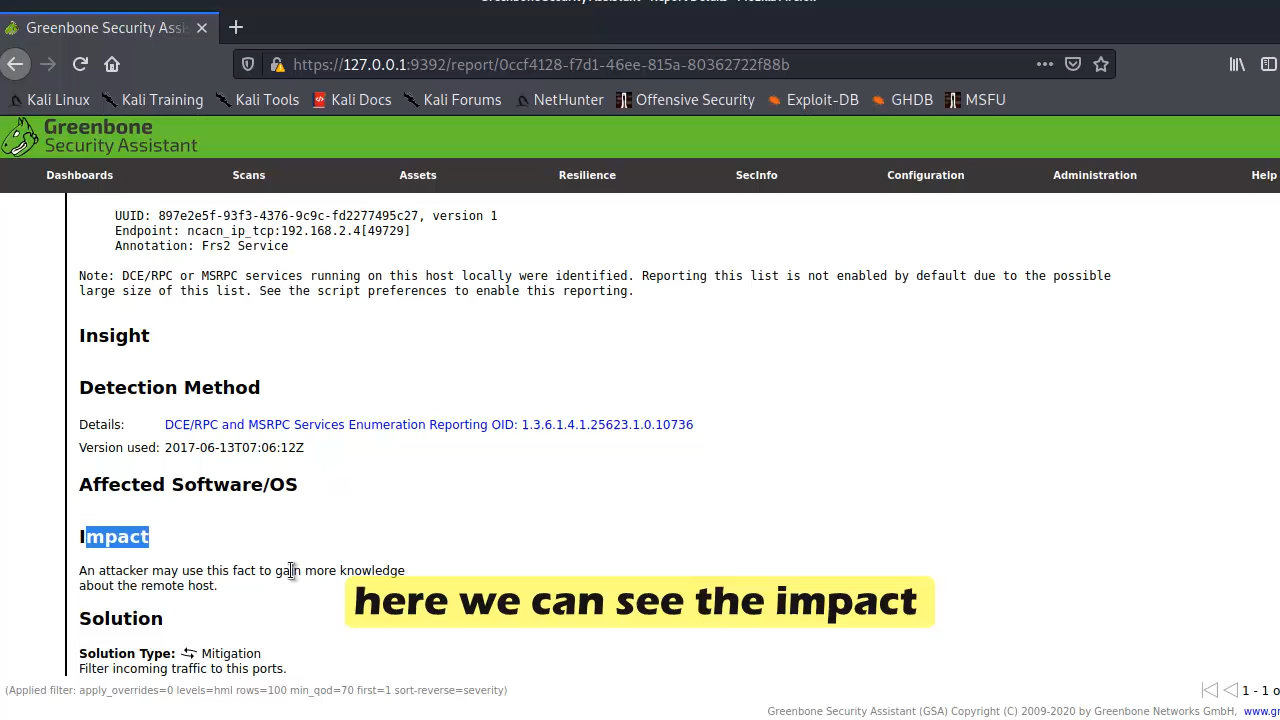 Greenbone Security Assi
https://127.0.0.1:9392/report/0ccf4128-f7d1-46ee-815a-80362722f88b
Kali Linux Kali Training Kali Tools Kali Docs Kali Forums NetHunter Offensive Security Exploit-DB GHDB MSFU
Greenbone
Security Assistant
Dashboards Scans Assets Resilience SecInfo Configuration Administration Help
UUID: 897e2e5f-93f3-4376-9c9c-fd2277495c27, version 1
Endpoint: ncacn_ip_tcp:192.168.2.4[49729]
Annotation: Frs2 Service
Note: DCE/RPC or MSRPC services running on this host locally were identified. Reporting this list is not enabled by default due to the possible
large size of this list. See the script preferences to enable this reporting.
Insight
Detection Method
Details: DCE/RPC and MSRPC Services Enumeration Reporting OID: 1.3.6.1.4.1.25623.1.0.10736
Version used: 2017-06-13T07:06:12Z
Affected Software/OS
Impact
An attacker may use this fact to gain more knowledge
about the remote host.
here we can see the impact
Solution
Solution Type: Mitigation
Filter incoming traffic to this ports.
(Applied filter: apply_overrides=0 levels=hml rows=100 min_qod=70 first=1 sort-reverse=severity)
1 - 1 o
Greenbone Security Assistant (GSA) Copyright (C) 2009-2020 by Greenbone Networks GmbH, www.gr